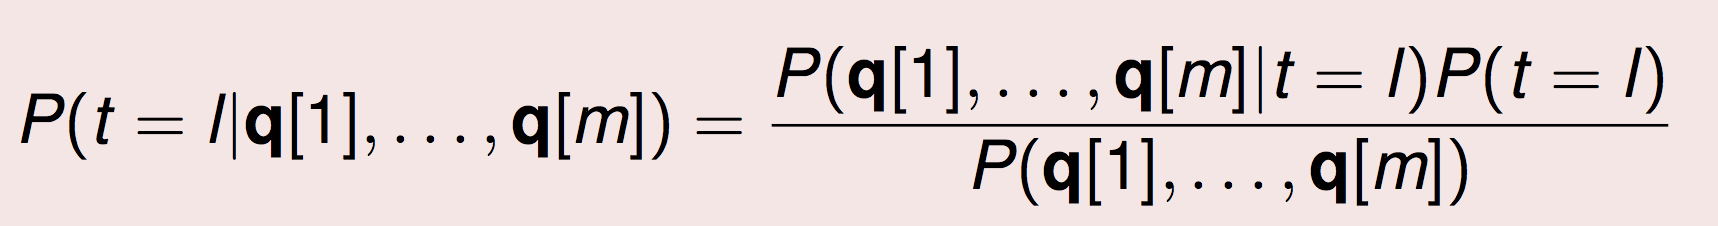 P(t = l|q[1], . . . , q[m]) = P(q[1], . . . , q[m]|t = l)P(t = l)
P(q[1], . . . , q[m])